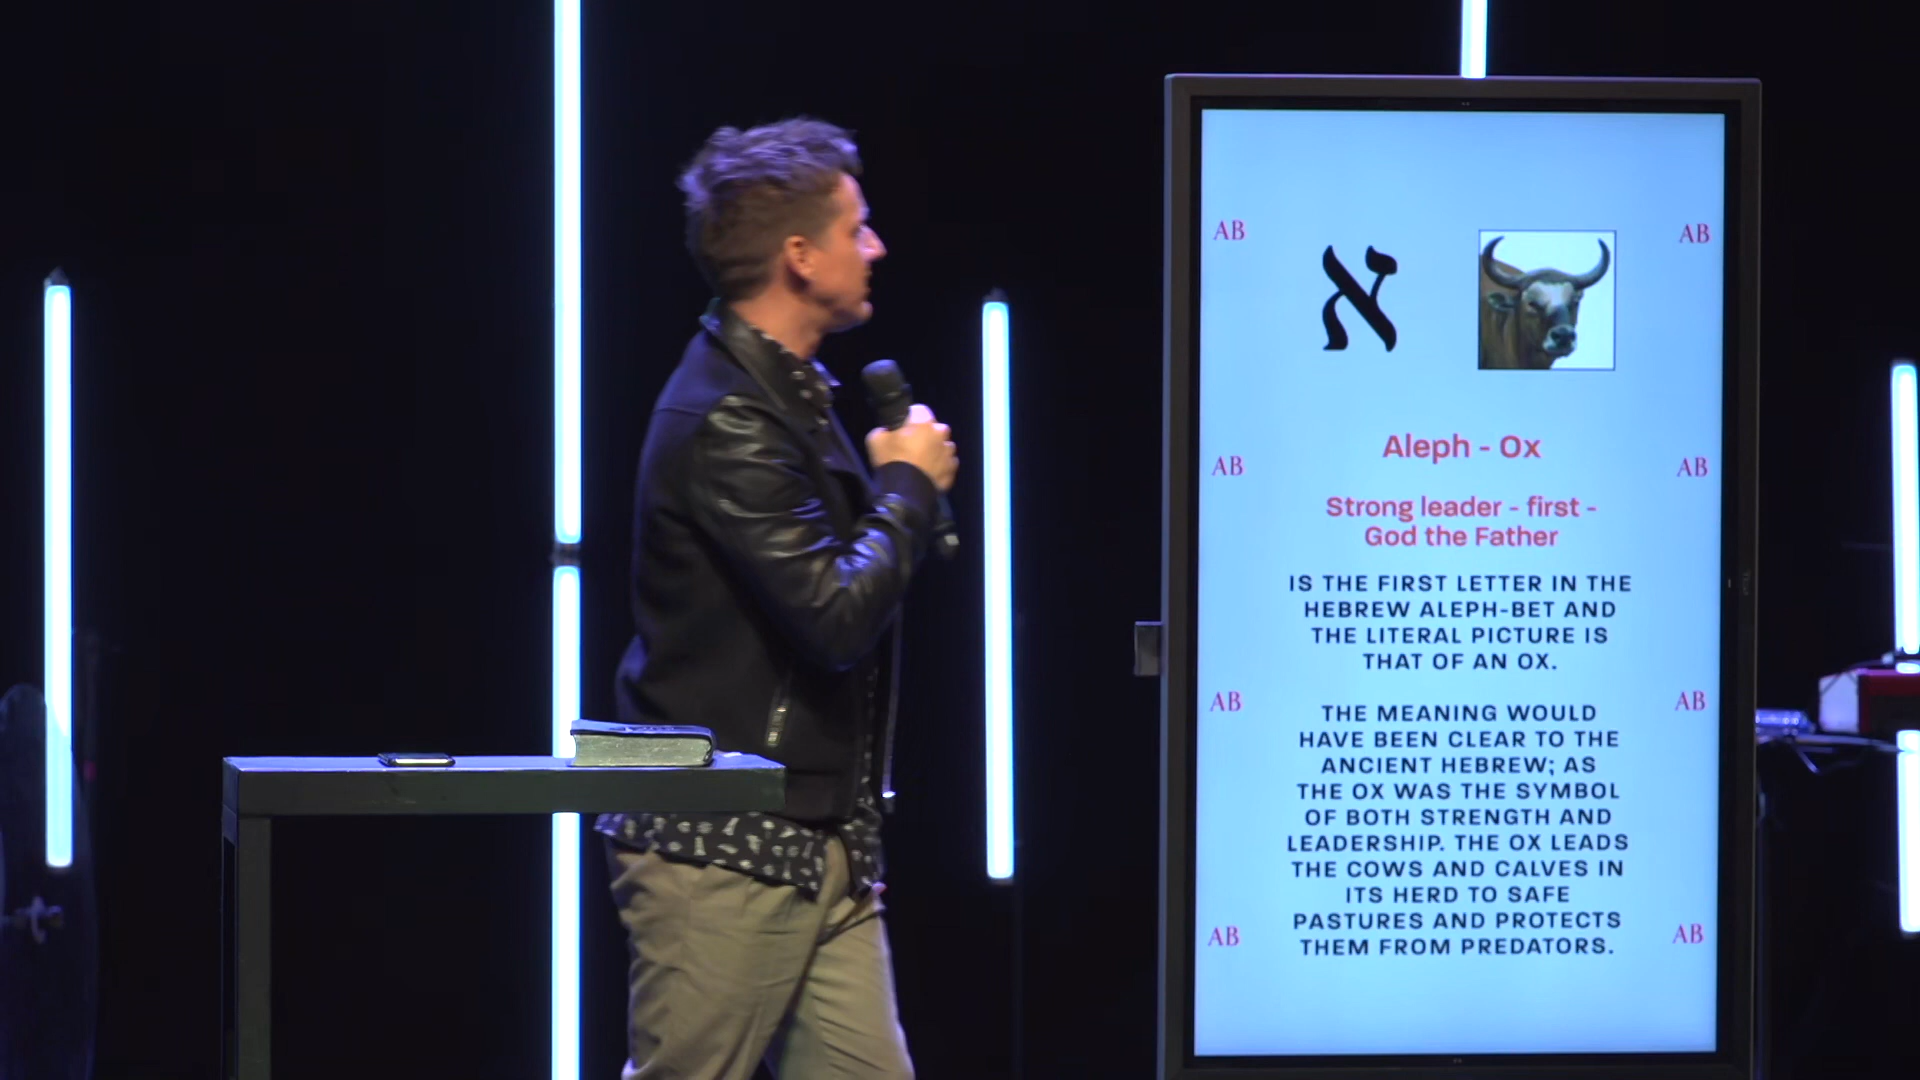 AB
AB
א
Aleph - Ox
AB
AB
Strong leader - first -
God the Father
IS THE FIRST LETTER IN THE
HEBREW ALEPH-BET AND
THE LITERAL PICTURE IS
THAT OF AN OX.
AB
AB
THE MEANING WOULD
HAVE BEEN CLEAR TO THE
ANCIENT HEBREW; AS
THE OX WAS THE SYMBOL
OF BOTH STRENGTH AND
LEADERSHIP. THE OX LEADS
THE COWS AND CALVES IN
ITS HERD TO SAFE
PASTURES AND PROTECTS
THEM FROM PREDATORS.
AB
AB